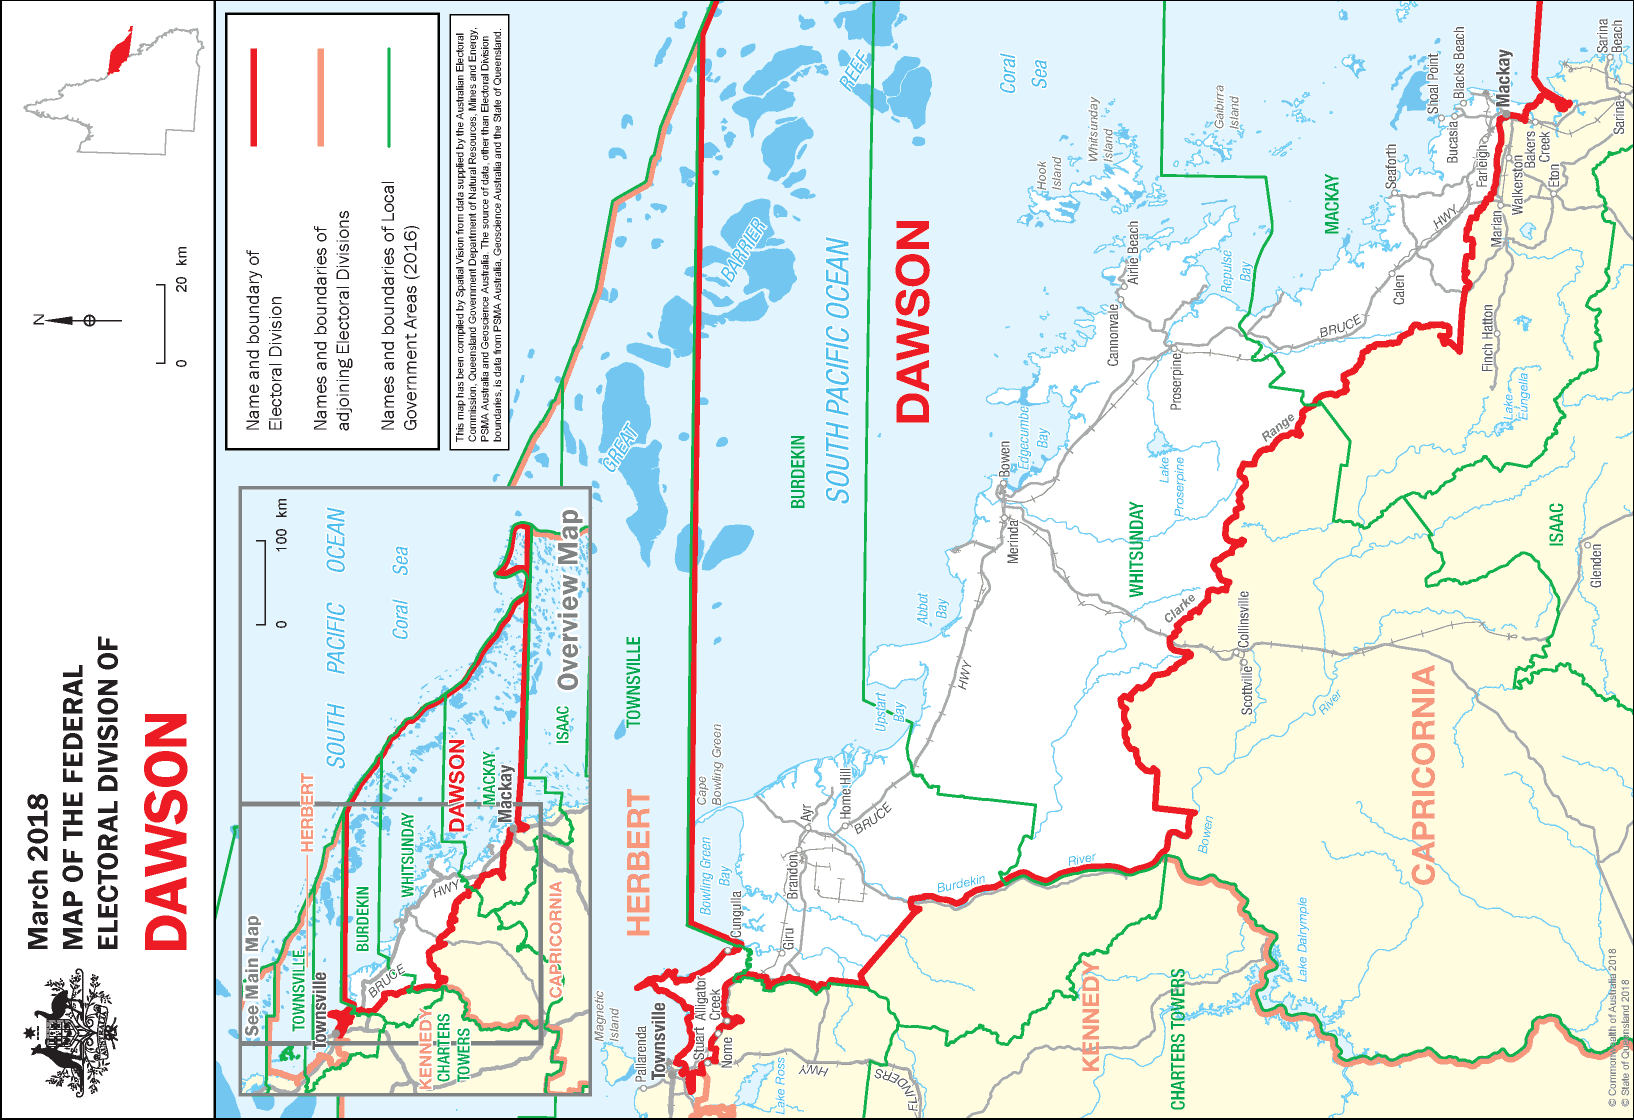 March 2018
MAP OF THE FEDERAL
ELECTORAL DIVISION OF
DAWSON
N
0 20 km
Name and boundary of
Electoral Division
Names and boundaries of
adjoining Electoral Divisions
Names and boundaries of Local
Government Areas (2016)
This map has been compiled by Spatial Vision from data supplied by the Australian Electoral
Commission, Queensland Government Department of Natural Resources, Mines and Energy,
PSMA Australia and Geoscience Australia. The source of data, other than Electoral Division
boundaries, is data from PSMA Australia, Geoscience Australia and the State of Queensland.
See Main Map
Overview Map
0 100 km
SOUTH PACIFIC OCEAN
Coral Sea
HERBERT
TOWNSVILLE
Townsville
BURDEKIN
WHITSUNDAY
DAWSON
MACKAY
Mackay
ISAAC
BRUCE
HWY
KENNEDY
CHARTERS
TOWERS
CAPRICORNIA
GREAT
BARRIER
REEF
Coral
Sea
SOUTH PACIFIC OCEAN
DAWSON
BURDEKIN
TOWNSVILLE
HERBERT
Hook
Island
Whitsunday
Island
Gaibirra
Island
Shoal Point
Blacks Beach
Bucasia
Mackay
Sarina
Beach
Sarina
Bakers
Creek
Farleigh
Walkerston
Eton
Marian
Seaforth
HWY
MACKAY
Calen
BRUCE
Repulse
Bay
Airlie Beach
Cannonvale
Proserpine
Finch Hatton
Lake
Eungella
Range
Lake
Proserpine
Edgecumbe
Bay
Bowen
Merinda
WHITSUNDAY
Clarke
ISAAC
Glenden
Collinsville
Scottville
River
Abbot
Bay
HWY
Upstart
Bay
Cape
Bowling Green
Bowling Green
Bay
Home Hill
BRUCE
Ayr
Brandon
Giru
Cungulla
Burdekin
River
Bowen
CAPRICORNIA
Lake Dalrymple
KENNEDY
CHARTERS TOWERS
Magnetic
Island
Pallarenda
Townsville
Stuart
Alligator
Creek
Nome
Lake Ross
HWY
FLINDERS
© Commonwealth of Australia 2018
© State of Queensland 2018